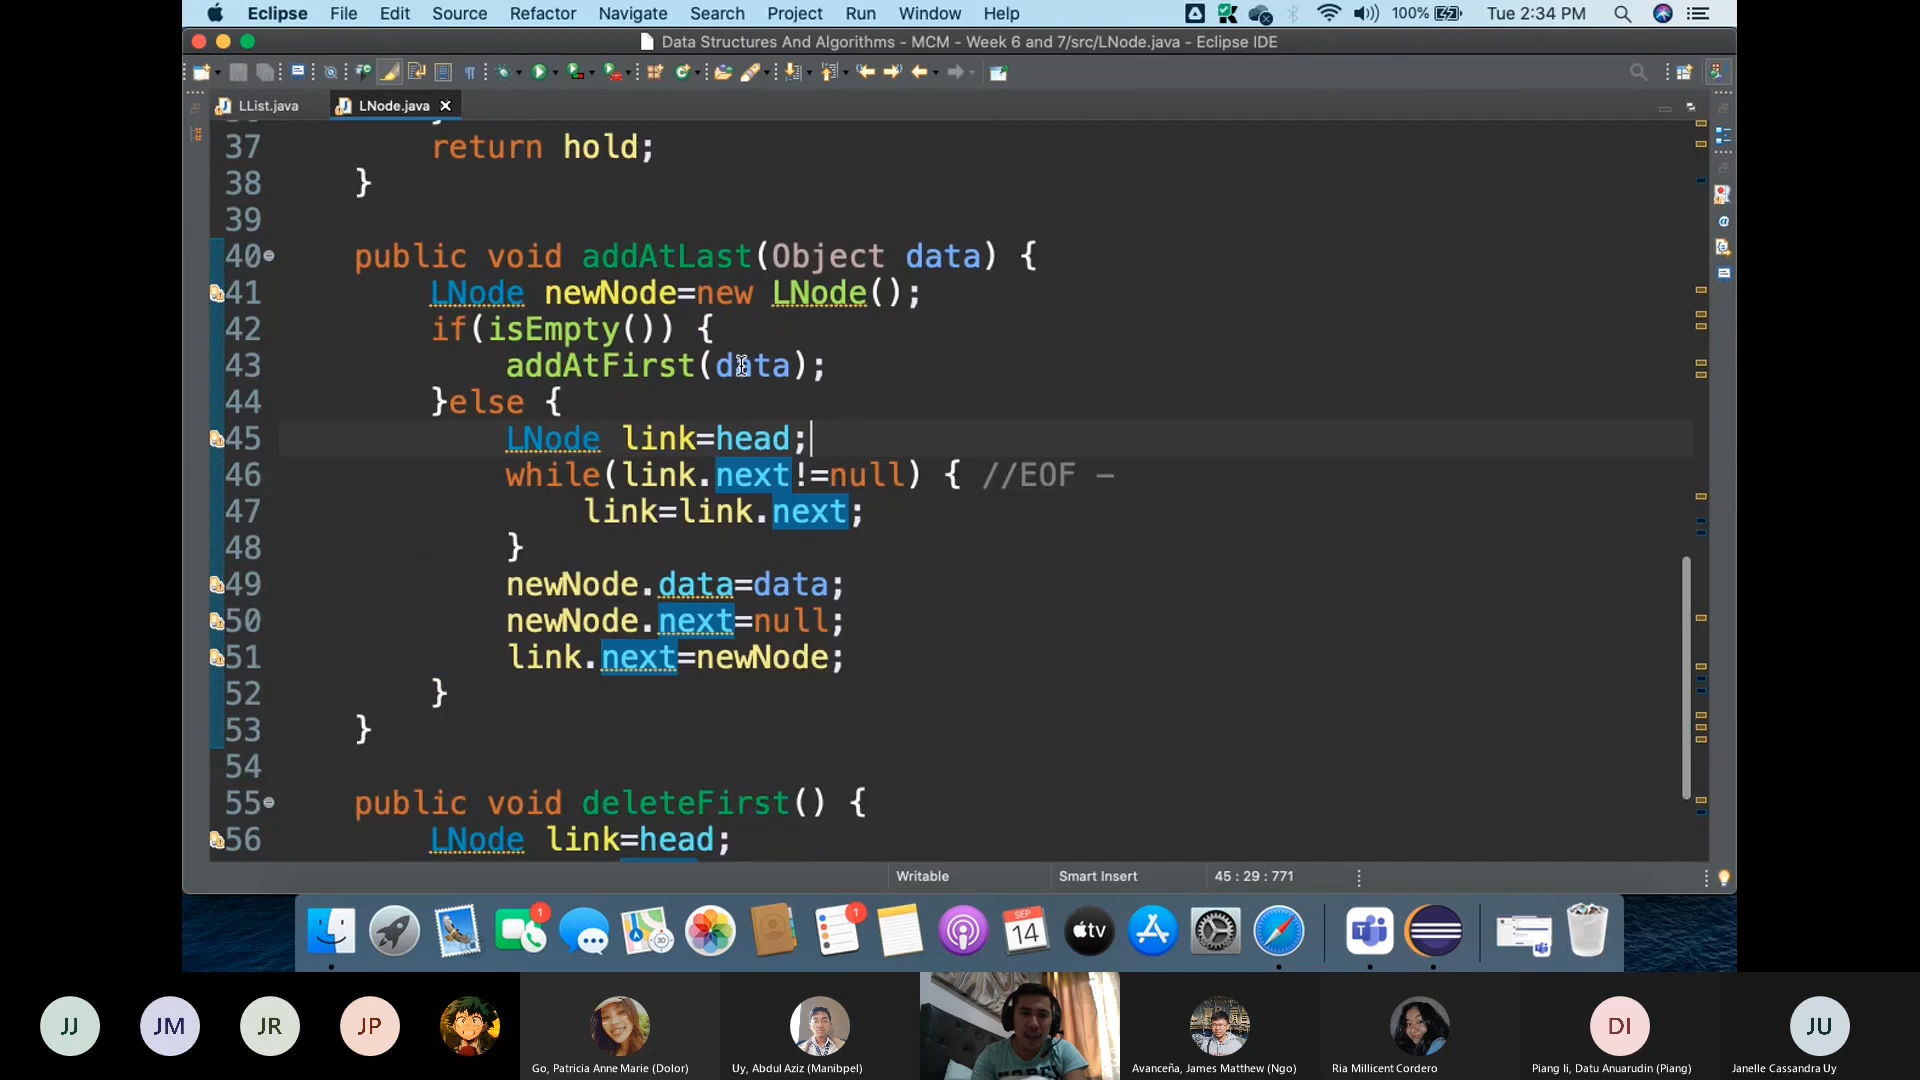 Eclipse File Edit Source Refactor Navigate Search Project Run Window Help 100% Tue 2:34 PM
Data Structures And Algorithms - MCM - Week 6 and 7/src/LNode.java - Eclipse IDE
LList.java LNode.java
37 return hold;
38 }
39
40 public void addAtLast(Object data) {
41 LNode newNode=new LNode();
42 if(isEmpty()) {
43 addAtFirst(data);
44 }else {
45 LNode link=head;
46 while(link.next!=null) { //EOF –
47 link=link.next;
48 }
49 newNode.data=data;
50 newNode.next=null;
51 link.next=newNode;
52 }
53 }
54
55 public void deleteFirst() {
56 LNode link=head;
Writable Smart Insert 45 : 29 : 771
1 1 SEP 14 tv
JJ JM JR JP DI JU
Go, Patricia Anne Marie (Dolor) Uy, Abdul Aziz (Manibpel) Avanceña, James Matthew (Ngo) Ria Millicent Cordero Piang Ii, Datu Anuarudin (Piang) Janelle Cassandra Uy